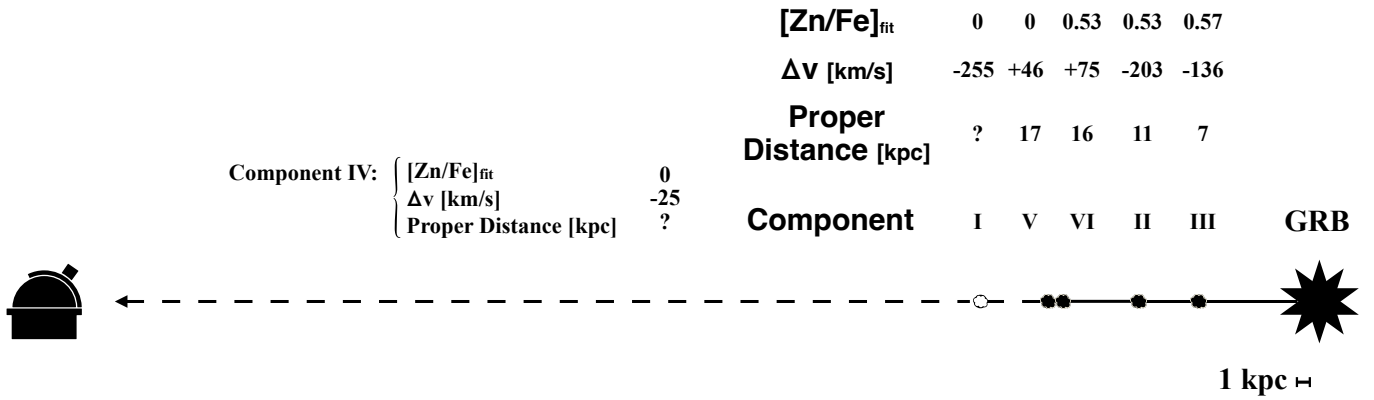 [Zn/Fe]fit 0 0 0.53 0.53 0.57
Δv [km/s] -255 +46 +75 -203 -136
Proper
Distance [kpc] ? 17 16 11 7
Component IV: [Zn/Fe]fit 0
Δv [km/s] -25
Proper Distance [kpc] ?
Component I V VI II III GRB
1 kpc